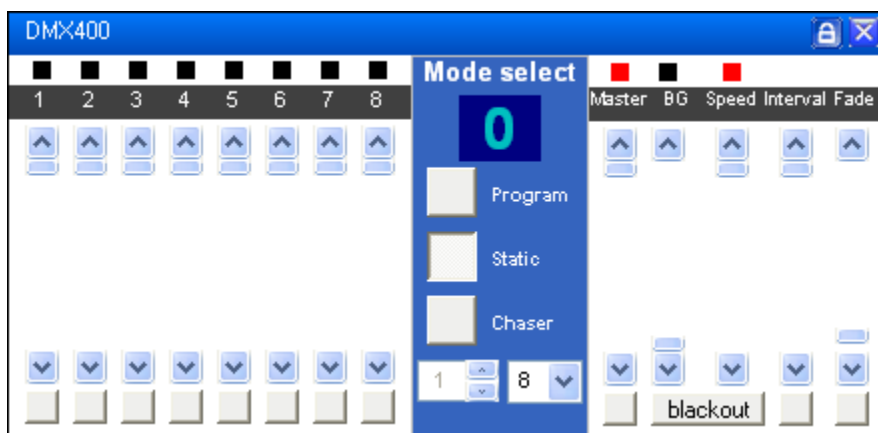 DMX400
Mode select
1 2 3 4 5 6 7 8
Master BG Speed Interval Fade
0
Program
Static
Chaser
1 8
blackout